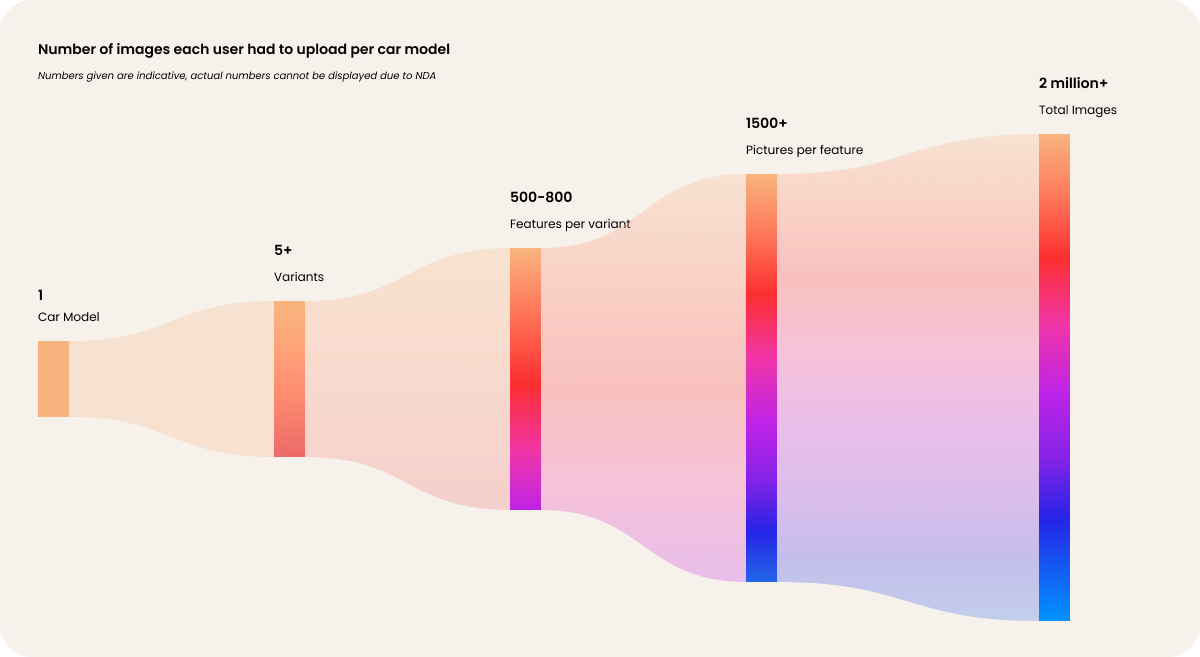 Number of images each user had to upload per car model
Numbers given are indicative, actual numbers cannot be displayed due to NDA
1
Car Model
5+
Variants
500-800
Features per variant
1500+
Pictures per feature
2 million+
Total Images